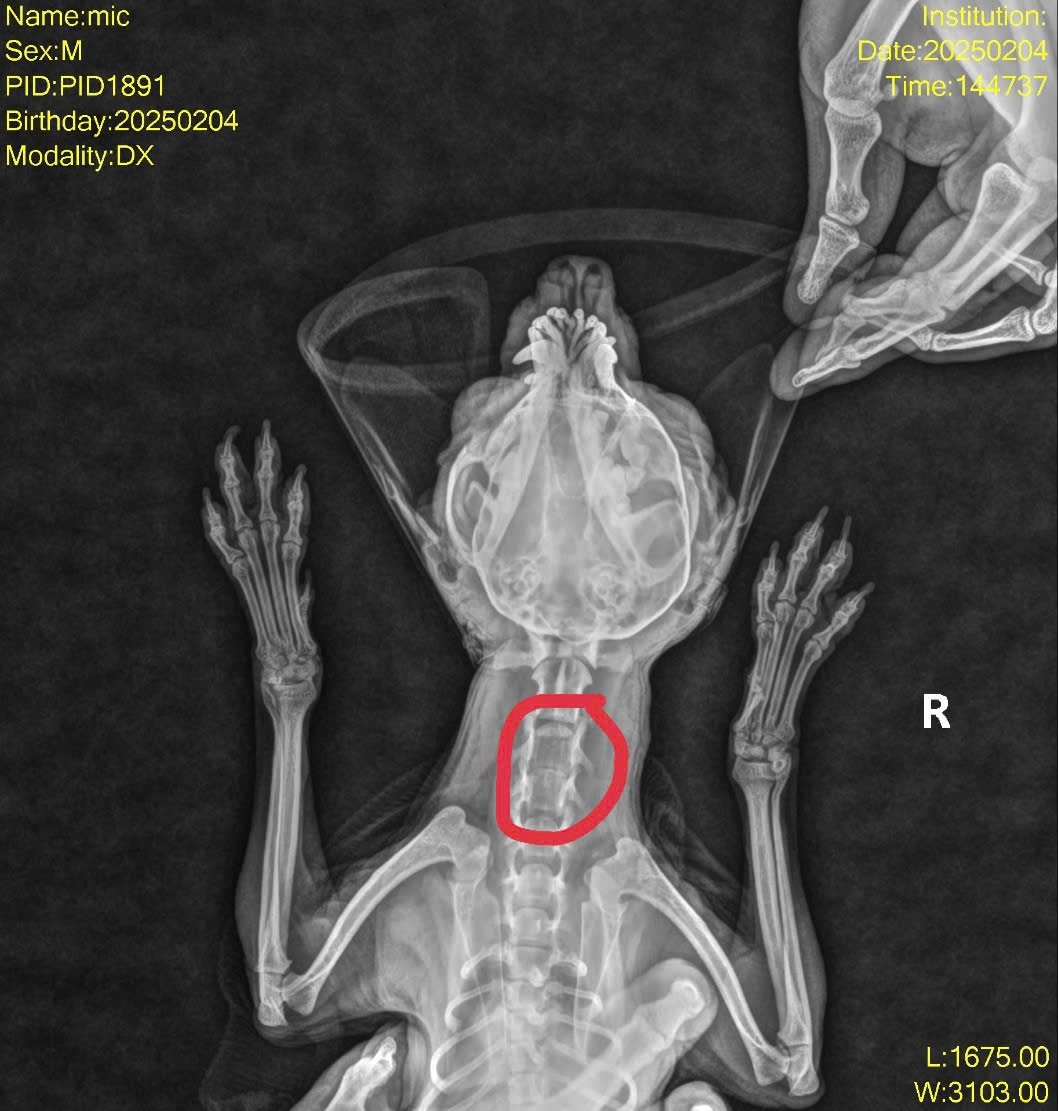 Name:mic
Sex:M
PID:PID1891
Birthday:20250204
Modality:DX
Institution:
Date:20250204
Time:144737
R
L:1675.00
W:3103.00